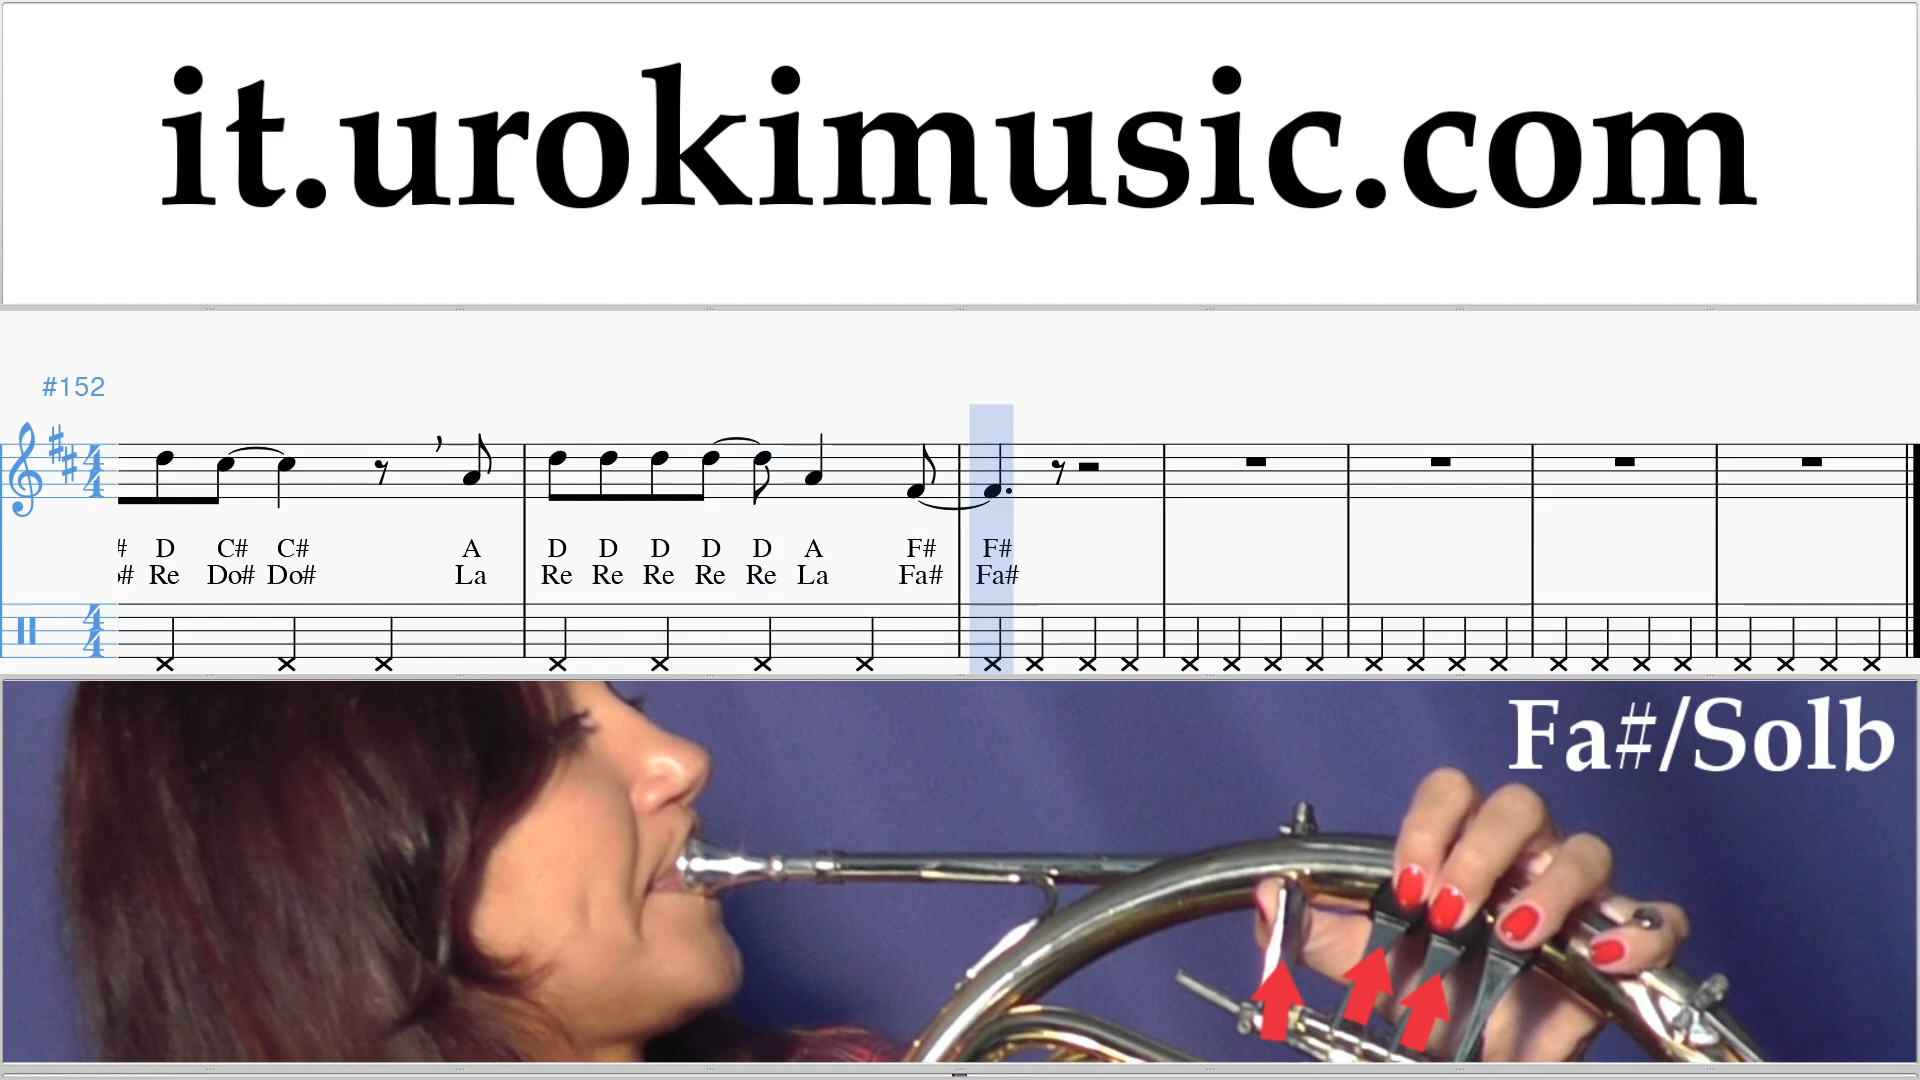 it.urokimusic.com
#152
# D C# C# A D D D D D A F# F#
# Re Do# Do# La Re Re Re Re Re La Fa# Fa#
Fa#/Solb